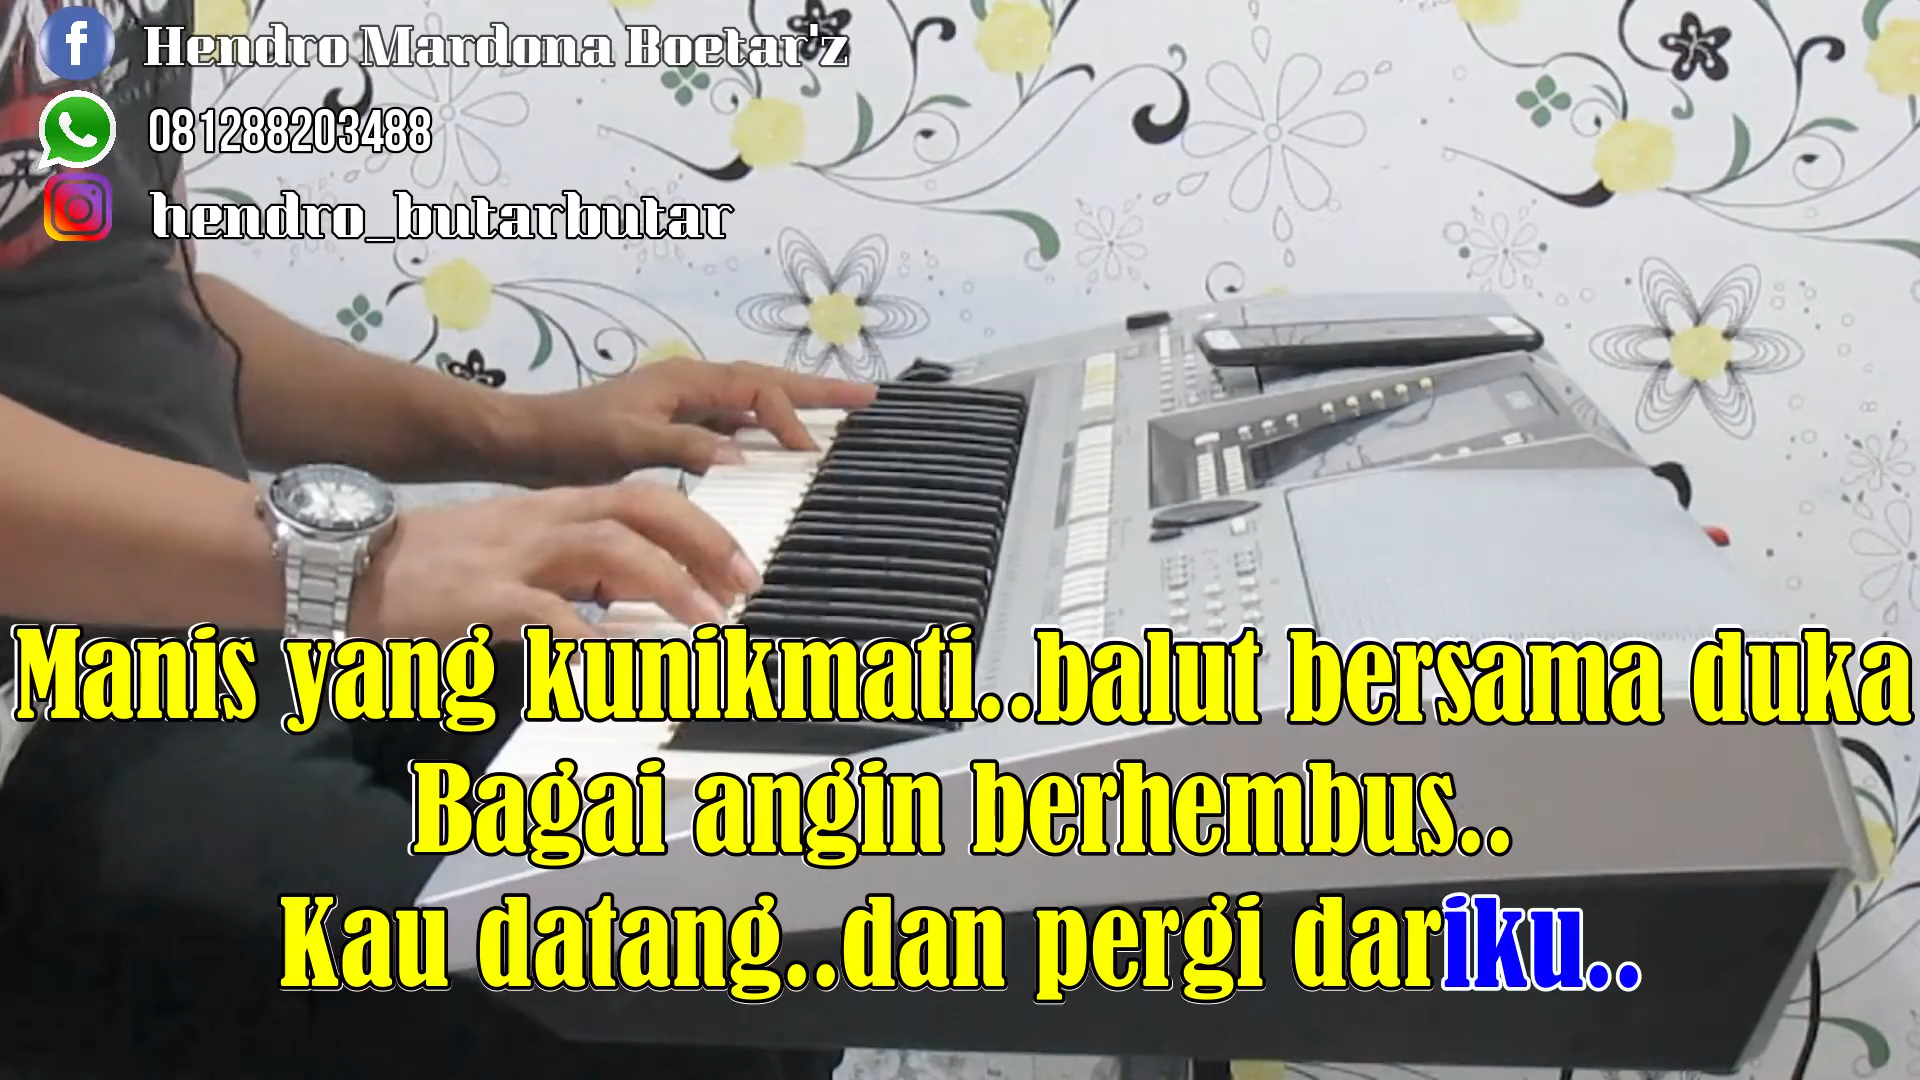 Hendro Mardona Boetar'z
081288203488
hendro_butarbutar
Manis yang kunikmati..balut bersama duka
Bagai angin berhembus..
Kau datang..dan pergi dariku..